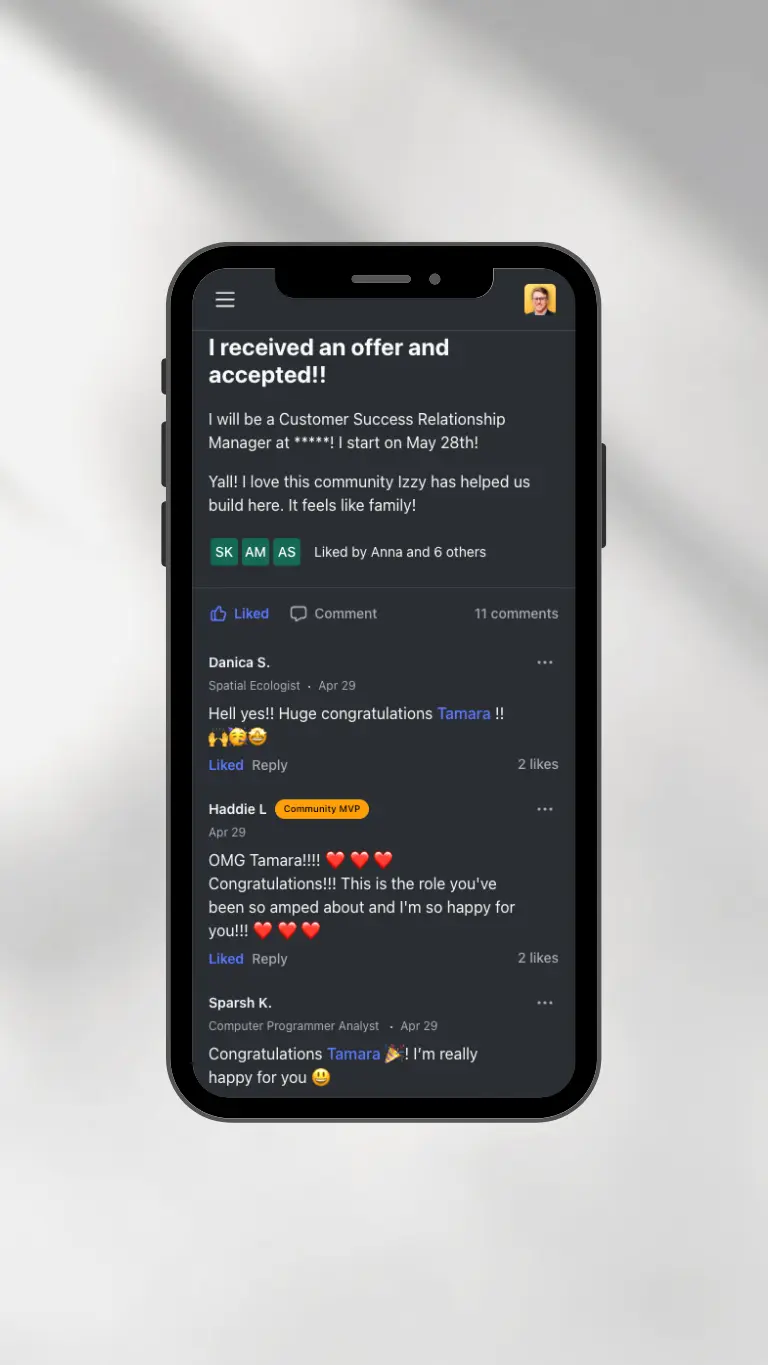 I received an offer and
accepted!!
I will be a Customer Success Relationship
Manager at *****! I start on May 28th!
Yall! I love this community Izzy has helped us
build here. It feels like family!
SK AM AS Liked by Anna and 6 others
Liked Comment 11 comments
Danica S.
Spatial Ecologist • Apr 29
Hell yes!! Huge congratulations Tamara !!
🙌🥳🤩
Liked Reply 2 likes
Haddie L Community MVP
Apr 29
OMG Tamara!!!! ❤️ ❤️ ❤️
Congratulations!!! This is the role you've
been so amped about and I'm so happy for
you!!! ❤️ ❤️ ❤️
Liked Reply 2 likes
Sparsh K.
Computer Programmer Analyst • Apr 29
Congratulations Tamara 🎉! I’m really
happy for you 😃